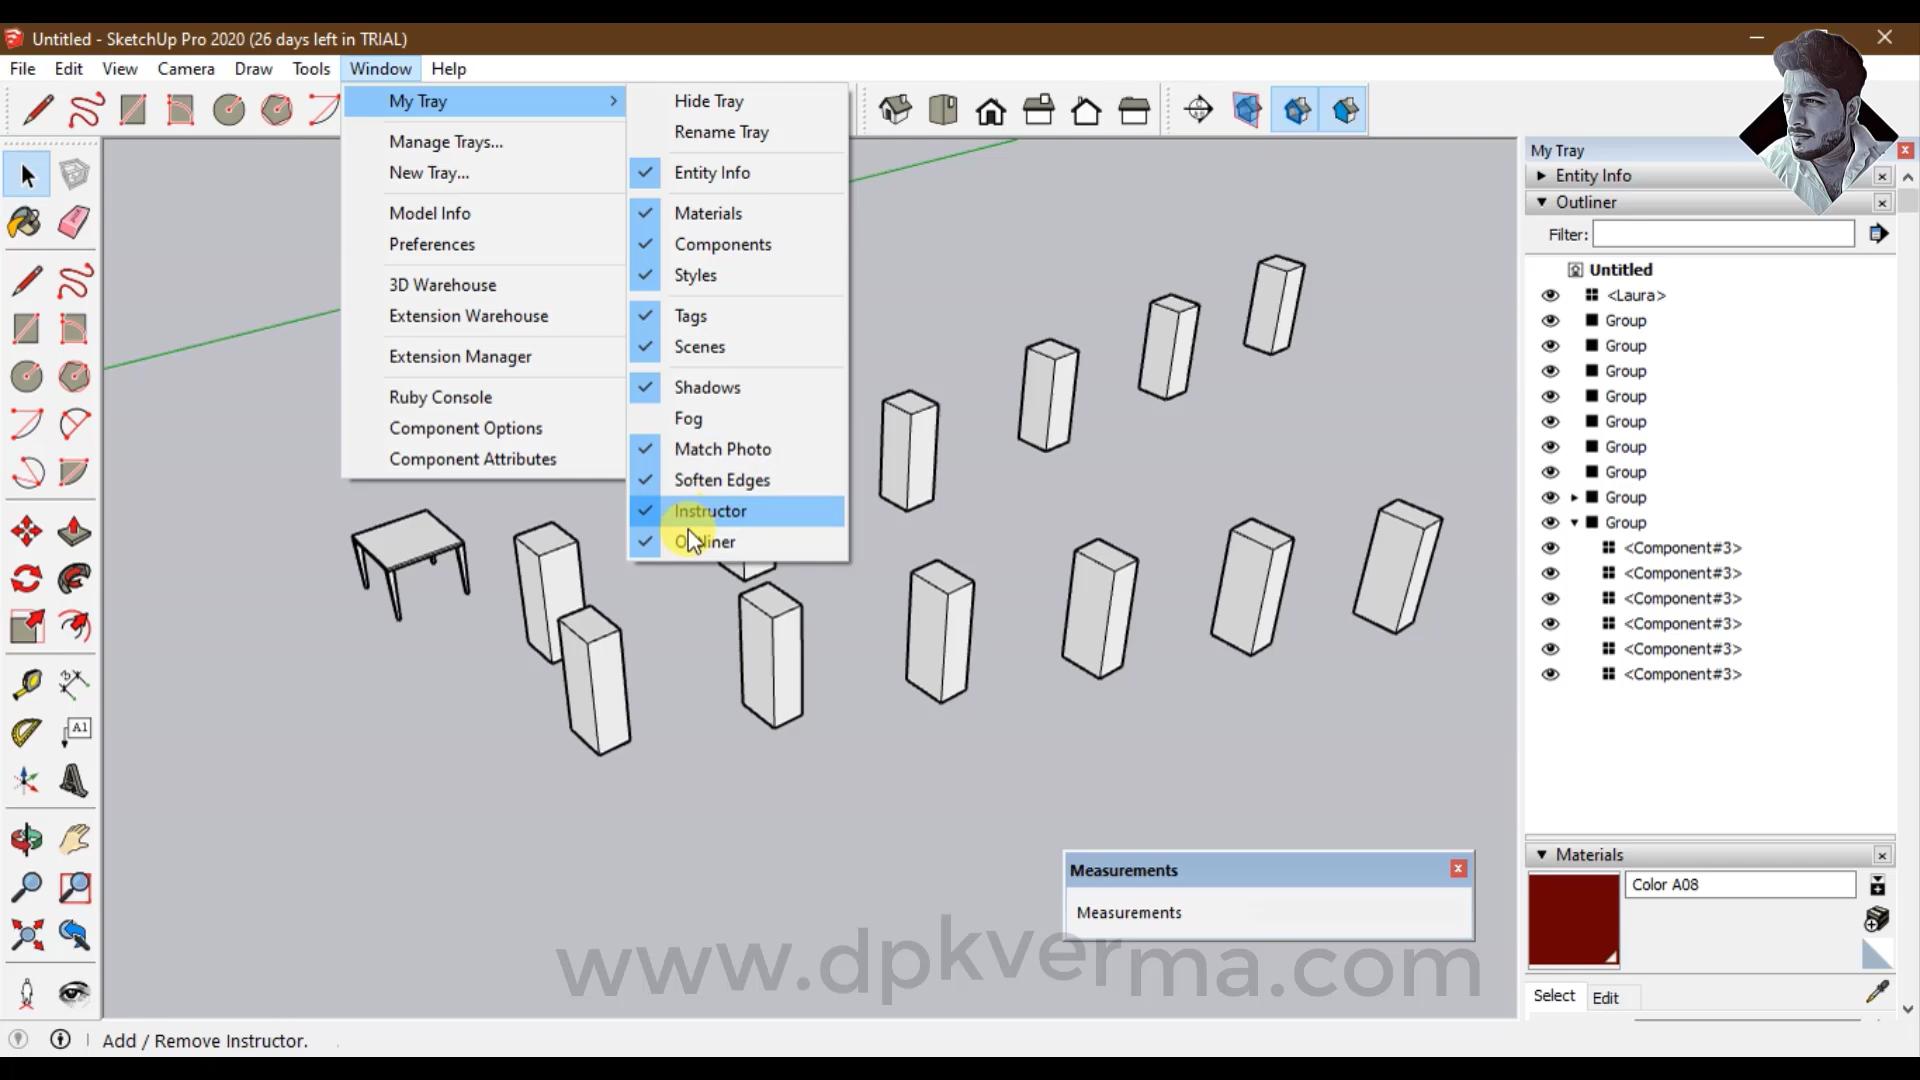 Untitled - SketchUp Pro 2020 (26 days left in TRIAL)
File Edit View Camera Draw Tools Window Help
My Tray
Manage Trays...
New Tray...
Model Info
Preferences
3D Warehouse
Extension Warehouse
Extension Manager
Ruby Console
Component Options
Component Attributes
Hide Tray
Rename Tray
Entity Info
Materials
Components
Styles
Tags
Scenes
Shadows
Fog
Match Photo
Soften Edges
Instructor
Outliner
My Tray
Entity Info
Outliner
Filter:
Untitled
<Laura>
Group
Group
Group
Group
Group
Group
Group
Group
Group
<Component#3>
<Component#3>
<Component#3>
<Component#3>
<Component#3>
<Component#3>
Materials
Color A08
Select Edit
A1
Measurements
Measurements
www.dpkverma.com
Add / Remove Instructor.